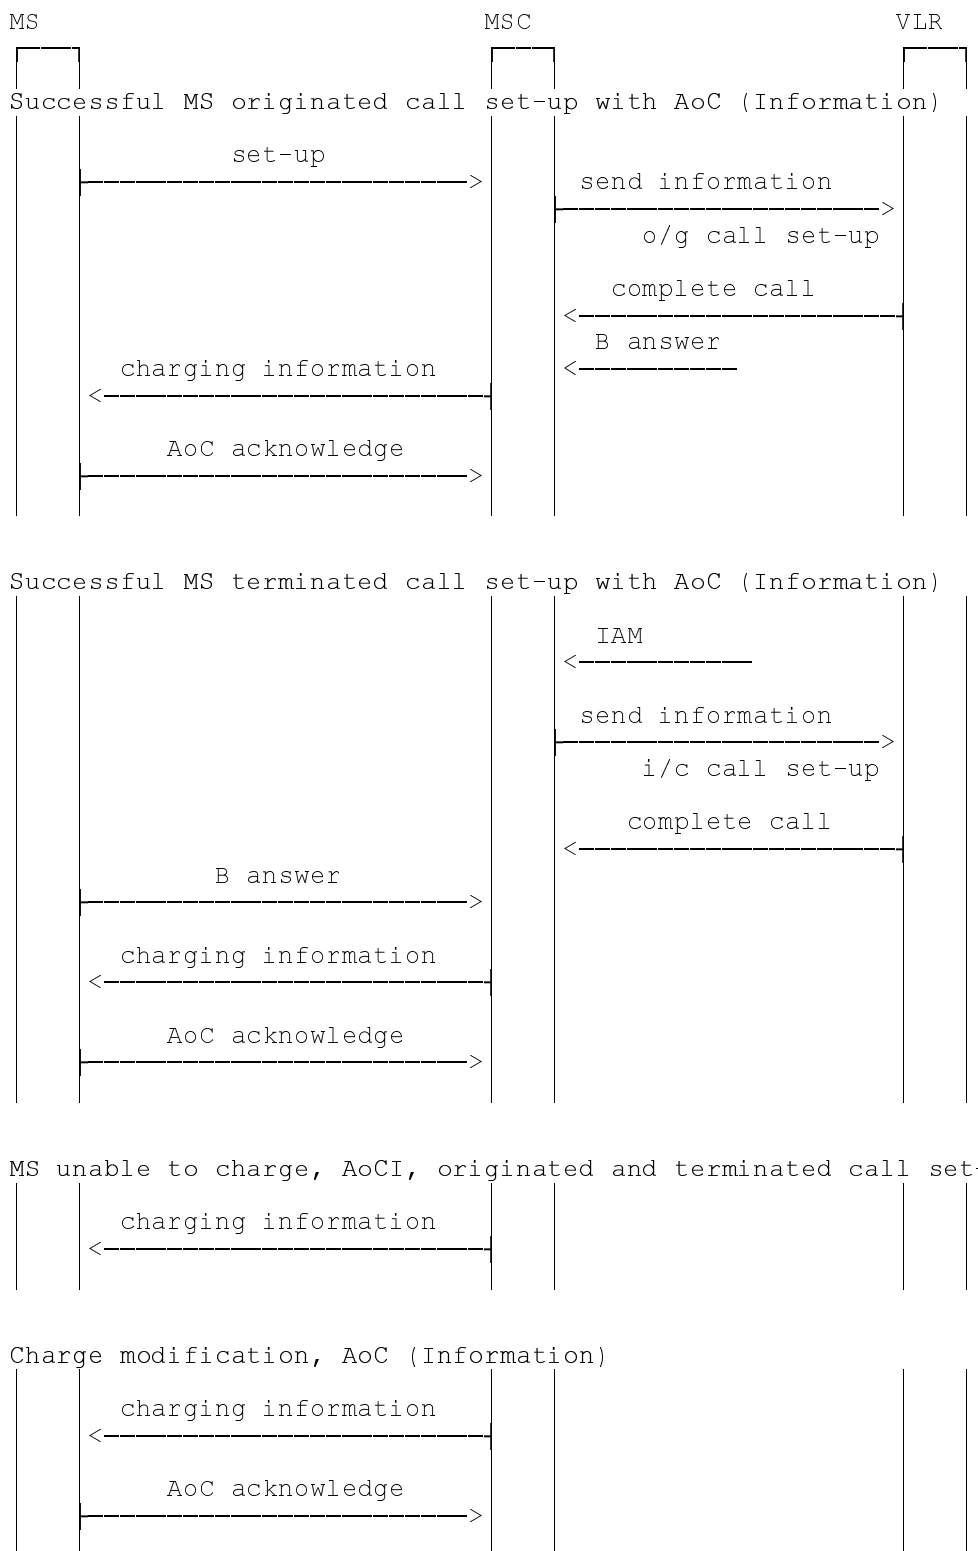 MS MSC VLR
Successful MS originated call set-up with AoC (Information)
set-up
send information
o/g call set-up
complete call
B answer
charging information
AoC acknowledge
Successful MS terminated call set-up with AoC (Information)
IAM
send information
i/c call set-up
complete call
B answer
charging information
AoC acknowledge
MS unable to charge, AoCI, originated and terminated call set-
charging information
Charge modification, AoC (Information)
charging information
AoC acknowledge